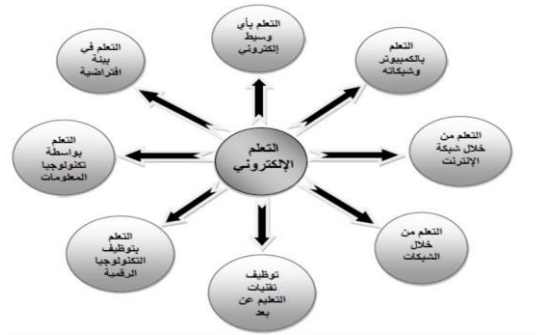 التعلم بأي
وسيط
إلكتروني
التعلم
بالكمبيوتر
وشبكاته
التعلم من
خلال شبكة
الإنترنت
التعلم من
خلال
الشبكات
توظيف
تقنيات
التعليم عن
بعد
التعلم
بتوظيف
التكنولوجيا
الرقمية
التعلم
بواسطة
تكنولوجيا
المعلومات
التعلم في
بيئة
افتراضية
التعلم
الإلكتروني